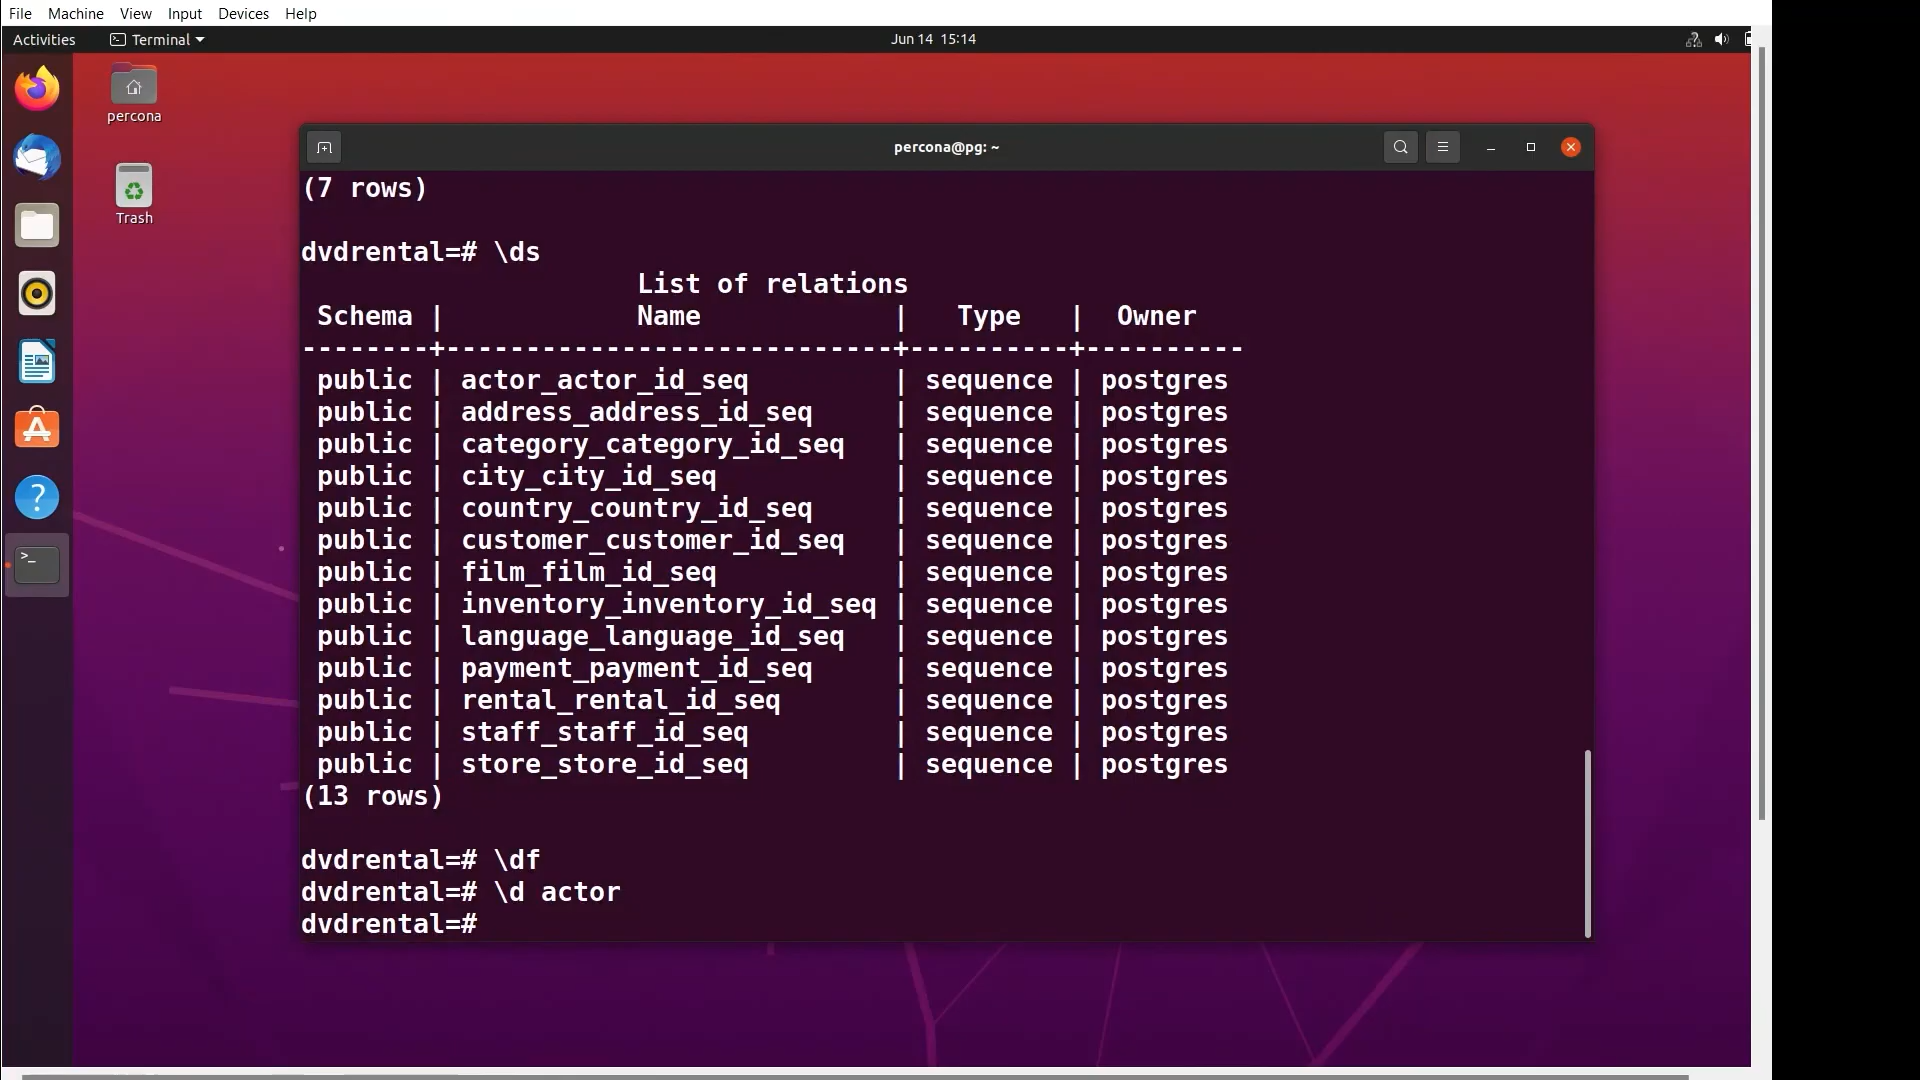 File Machine View Input Devices Help
Activities Terminal Jun 14 15:14
percona
Trash
percona@pg: ~
(7 rows)
dvdrental=# \ds
List of relations
Schema | Name | Type | Owner
--------+----------------------------+----------+----------
public | actor_actor_id_seq | sequence | postgres
public | address_address_id_seq | sequence | postgres
public | category_category_id_seq | sequence | postgres
public | city_city_id_seq | sequence | postgres
public | country_country_id_seq | sequence | postgres
public | customer_customer_id_seq | sequence | postgres
public | film_film_id_seq | sequence | postgres
public | inventory_inventory_id_seq | sequence | postgres
public | language_language_id_seq | sequence | postgres
public | payment_payment_id_seq | sequence | postgres
public | rental_rental_id_seq | sequence | postgres
public | staff_staff_id_seq | sequence | postgres
public | store_store_id_seq | sequence | postgres
(13 rows)
dvdrental=# \df
dvdrental=# \d actor
dvdrental=#